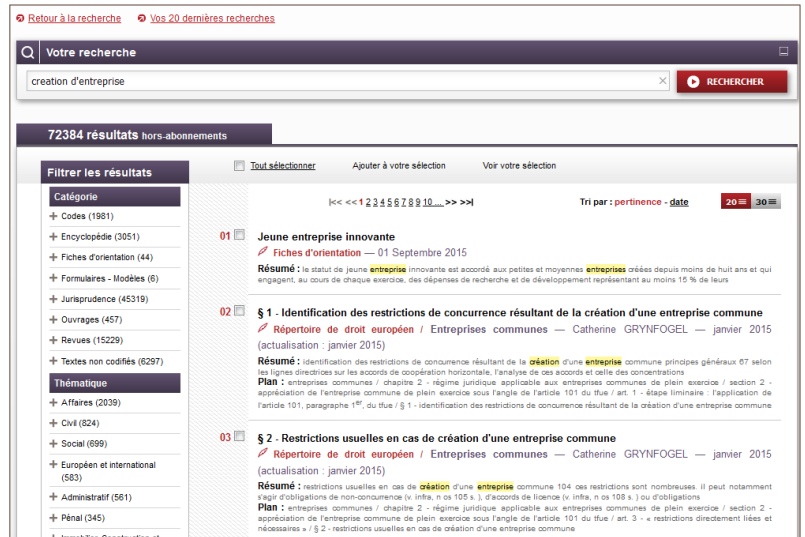 Retour à la recherche Vos 20 dernières recherches
Votre recherche
creation d'entreprise × RECHERCHER
72384 résultats hors-abonnements
Filtrer les résultats
Catégorie
+ Codes (1981)
+ Encyclopédie (3051)
+ Fiches d'orientation (44)
+ Formulaires - Modèles (6)
+ Jurisprudence (45319)
+ Ouvrages (457)
+ Revues (15229)
+ Textes non codifiés (6297)
Thématique
+ Affaires (2039)
+ Civil (824)
+ Social (699)
+ Européen et international
(583)
+ Administratif (561)
+ Pénal (345)
Tout sélectionner Ajouter à votre sélection Voir votre sélection
|<< << 1 2 3 4 5 6 7 8 9 10 ... >> >>| Tri par : pertinence - date 20 30
01 Jeune entreprise innovante
Fiches d'orientation — 01 Septembre 2015
Résumé : le statut de jeune entreprise innovante est accordé aux petites et moyennes entreprises créées depuis moins de huit ans et qui
engagent, au cours de chaque exercice, des dépenses de recherche et de développement représentant au moins 15 % de leurs
02 § 1 - Identification des restrictions de concurrence résultant de la création d'une entreprise commune
Répertoire de droit européen / Entreprises communes — Catherine GRYNFOGEL — janvier 2015
(actualisation : janvier 2015)
Résumé : identification des restrictions de concurrence résultant de la création d'une entreprise commune principes généraux 67 selon
les lignes directrices sur les accords de coopération horizontale, l'analyse de ces accords et celle des concentrations
Plan : entreprises communes / chapitre 2 - régime juridique applicable aux entreprises communes de plein exercice / section 2 -
appréciation de l'entreprise commune de plein exercice sous l'angle de l'article 101 du tfue / art. 1 - étape liminaire : l'application de
l'article 101, paragraphe 1er, du tfue / § 1 - identification des restrictions de concurrence résultant de la création d'une entreprise commune
03 § 2 - Restrictions usuelles en cas de création d'une entreprise commune
Répertoire de droit européen / Entreprises communes — Catherine GRYNFOGEL — janvier 2015
(actualisation : janvier 2015)
Résumé : restrictions usuelles en cas de création d'une entreprise commune 104 ces restrictions sont nombreuses. il peut notamment
s'agir d'obligations de non-concurrence (v. infra, n os 105 s. ), d'accords de licence (v. infra, n os 108 s. ) ou d'obligations
Plan : entreprises communes / chapitre 2 - régime juridique applicable aux entreprises communes de plein exercice / section 2 -
appréciation de l'entreprise commune de plein exercice sous l'angle de l'article 101 du tfue / art. 3 - « restrictions directement liées et
nécessaires » / § 2 - restrictions usuelles en cas de création d'une entreprise commune